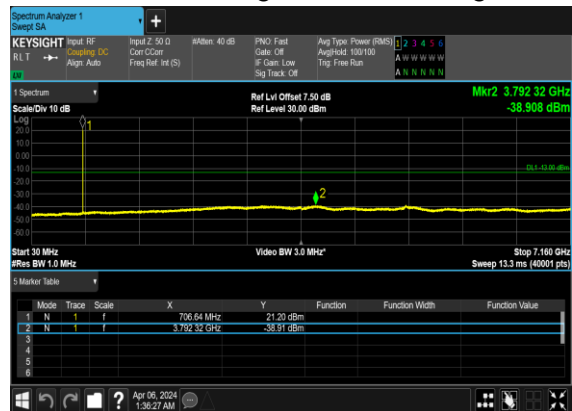 Spectrum Analyzer 1
Swept SA
+
KEYSIGHT Input: RF Input Z: 50 Ω #Atten: 40 dB PNO: Fast Avg Type: Power (RMS) 1 2 3 4 5 6
RLT Coupling: DC Corr CCorr Gate: Off Avg|Hold: 100/100 A W W W W W
Align: Auto Freq Ref: Int (S) IF Gain: Low Trig: Free Run
Sig Track: Off A N N N N N
1 Spectrum Ref Lvl Offset 7.50 dB Mkr2 3.792 32 GHz
Scale/Div 10 dB Ref Level 30.00 dBm -38.908 dBm
Log
20.0
10.0
0.00
-10.0
-20.0
-30.0
-40.0
-50.0
-60.0
1
2
DL1 -13.00 dBm
Start 30 MHz Video BW 3.0 MHz* Stop 7.160 GHz
#Res BW 1.0 MHz Sweep 13.3 ms (40001 pts)
5 Marker Table
Mode Trace Scale X Y Function Function Width Function Value
1 N 1 f 706.64 MHz 21.20 dBm
2 N 1 f 3.792 32 GHz -38.91 dBm
3
4
5
6
? Apr 06, 2024
1:36:27 AM